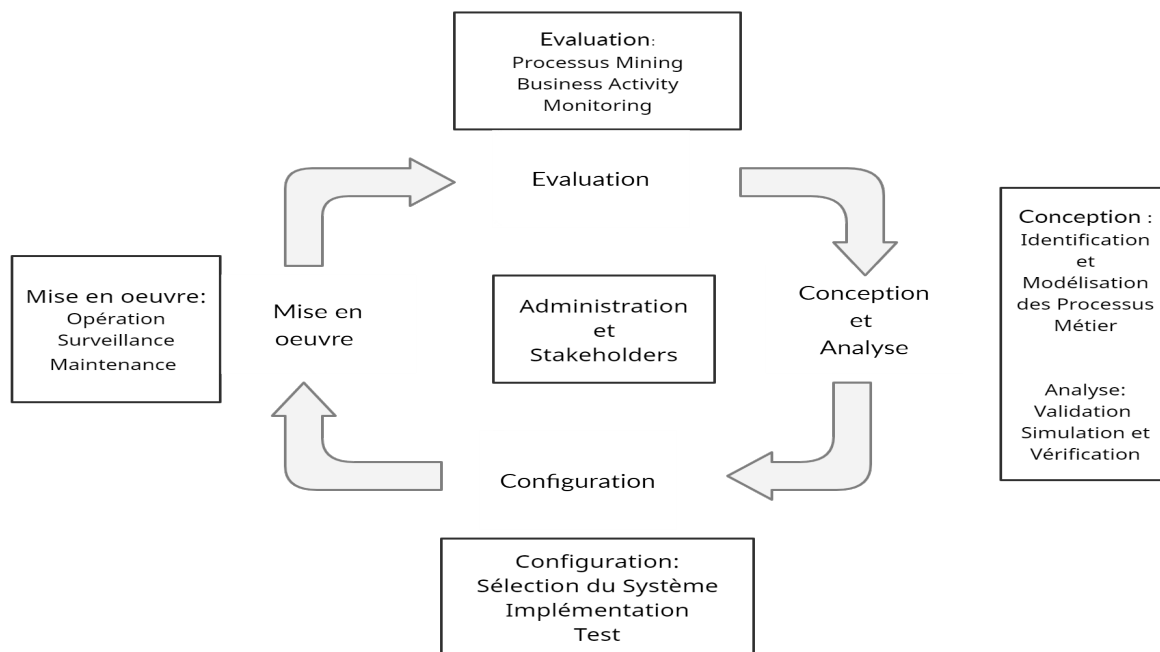 Evaluation:
Processus Mining
Business Activity
Monitoring
Evaluation
Conception :
Identification
et
Modélisation
des Processus
Métier
Analyse:
Validation
Simulation et
Vérification
Mise en oeuvre:
Opération
Surveillance
Maintenance
Mise en
oeuvre
Administration
et
Stakeholders
Conception
et
Analyse
Configuration
Configuration:
Sélection du Système
Implémentation
Test